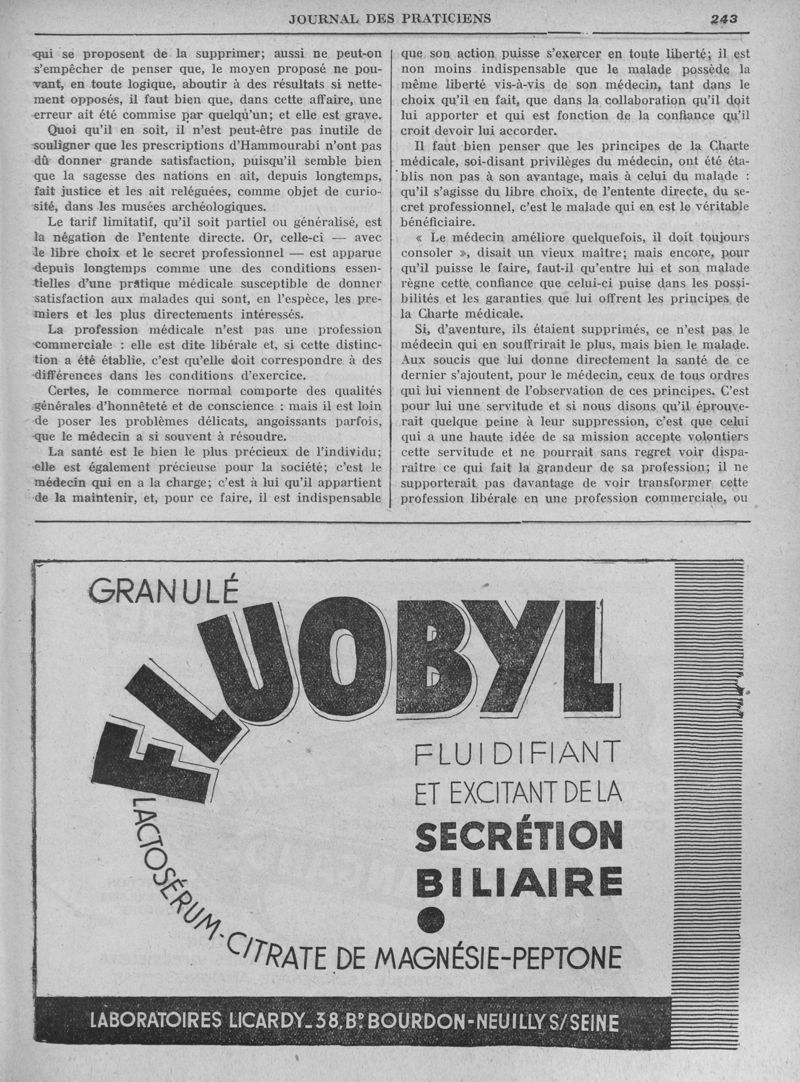 JOURNAL DES PRATICIENS 243
qui se proposent de la supprimer; aussi ne peut-on
s'empêcher de penser que, le moyen proposé ne pou-
vant, en toute logique, aboutir à des résultats si nette-
ment opposés, il faut bien que, dans cette affaire, une
erreur ait été commise par quelqu'un; et elle est grave.
Quoi qu'il en soit, il n'est peut-être pas inutile de
souligner que les prescriptions d'Hammourabi n'ont pas
dû donner grande satisfaction, puisqu'il semble bien
que la sagesse des nations en ait, depuis longtemps,
fait justice et les ait reléguées, comme objet de curio-
sité, dans les musées archéologiques.
Le tarif limitatif, qu'il soit partiel ou généralisé, est
la négation de l'entente directe. Or, celle-ci — avec
le libre choix et le secret professionnel — est apparue
depuis longtemps comme une des conditions essen-
tielles d'une pratique médicale susceptible de donner
satisfaction aux malades qui sont, en l'espèce, les pre-
miers et les plus directement intéressés.
La profession médicale n'est pas une profession
commerciale : elle est dite libérale et, si cette distinc-
tion a été établie, c'est qu'elle doit correspondre à des
différences dans les conditions d'exercice.
Certes, le commerce normal comporte des qualités
générales d'honnêteté et de conscience : mais il est loin
de poser les problèmes délicats, angoissants parfois,
que le médecin a si souvent à résoudre.
La santé est le bien le plus précieux de l'individu;
elle est également précieuse pour la société; c'est le
médecin qui en a la charge; c'est à lui qu'il appartient
de la maintenir, et, pour ce faire, il est indispensable
que son action puisse s'exercer en toute liberté; il est
non moins indispensable que le malade possède la
même liberté vis-à-vis de son médecin, tant dans le
choix qu'il en fait, que dans la collaboration qu'il doit
lui apporter et qui est fonction de la confiance qu'il
croit devoir lui accorder.
Il faut bien penser que les principes de la Charte
médicale, soi-disant privilèges du médecin, ont été éta-
blis non pas à son avantage, mais à celui du malade :
qu'il s'agisse du libre choix, de l'entente directe, du se-
cret professionnel, c'est le malade qui en est le véritable
bénéficiaire.
« Le médecin améliore quelquefois, il doit toujours
consoler », disait un vieux maître; mais encore, pour
qu'il puisse le faire, faut-il qu'entre lui et son malade
règne cette confiance que celui-ci puise dans les possi-
bilités et les garanties que lui offrent les principes de
la Charte médicale.
Si, d'aventure, ils étaient supprimés, ce n'est pas le
médecin qui en souffrirait le plus, mais bien le malade.
Aux soucis que lui donne directement la santé de ce
dernier s'ajoutent, pour le médecin, ceux de tous ordres
qui lui viennent de l'observation de ces principes. C'est
pour lui une servitude et si nous disons qu'il éprouve-
rait quelque peine à leur suppression, c'est que celui
qui a une haute idée de sa mission accepte volontiers
cette servitude et ne pourrait sans regret voir dispa-
raître ce qui fait la grandeur de sa profession; il ne
supporterait pas davantage de voir transformer cette
profession libérale en une profession commerciale, ou
GRANULÉ
FLUOBYL
FLUIDIFIANT
ET EXCITANT DE LA
SECRÉTION
BILIAIRE
LACTOSÉRUM-CITRATE DE MAGNÉSIE-PEPTONE
LABORATOIRES LICARDY_38, Bd BOURDON-NEUILLY S/SEINE